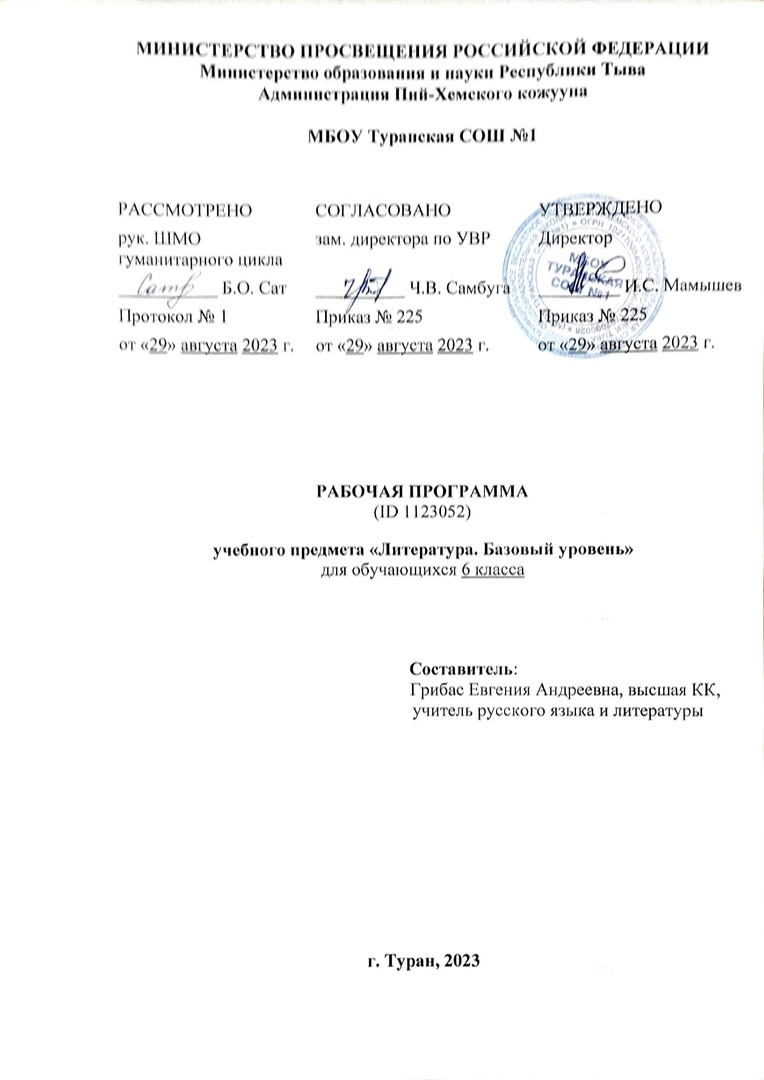 МИНИСТЕРСТВО ПРОСВЕЩЕНИЯ РОССИЙСКОЙ ФЕДЕРАЦИИ
Министерство образования и науки Республики Тыва
Администрация Пий-Хемского кожууна
МБОУ Туранская СОШ №1
РАССМОТРЕНО
рук. ШМО
гуманитарного цикла
Б.О. Сат
Протокол № 1
от «29» августа 2023 г.
СОГЛАСОВАНО
зам. директора по УВР
Ч.В. Самбуга
Приказ № 225
от «29» августа 2023 г.
УТВЕРЖДЕНО
Директор
И.С. Мамышев
Приказ № 225
от «29» августа 2023 г.
МБОУ
ТУРАНСКАЯ
СОШ №1
РАБОЧАЯ ПРОГРАММА
(ID 1123052)
учебного предмета «Литература. Базовый уровень»
для обучающихся 6 класса
Составитель:
Грибас Евгения Андреевна, высшая КК,
учитель русского языка и литературы
г. Туран, 2023